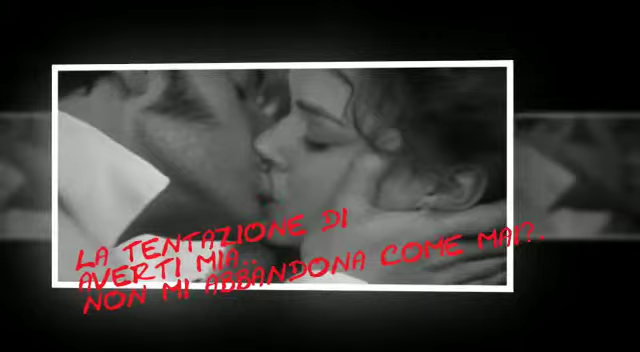 LA TENTAZIONE DI
AVERTI MIA..
NON MI ABBANDONA COME MAI?.